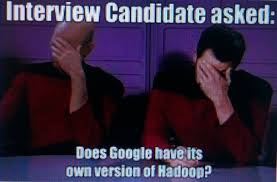 Interview Candidate asked:
Does Google have its
own version of Hadoop?